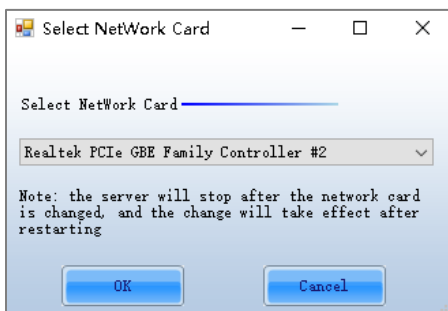 Select NetWork Card
Select NetWork Card
Realtek PCIe GBE Family Controller #2
Note: the server will stop after the network card
is changed, and the change will take effect after
restarting
OK Cancel